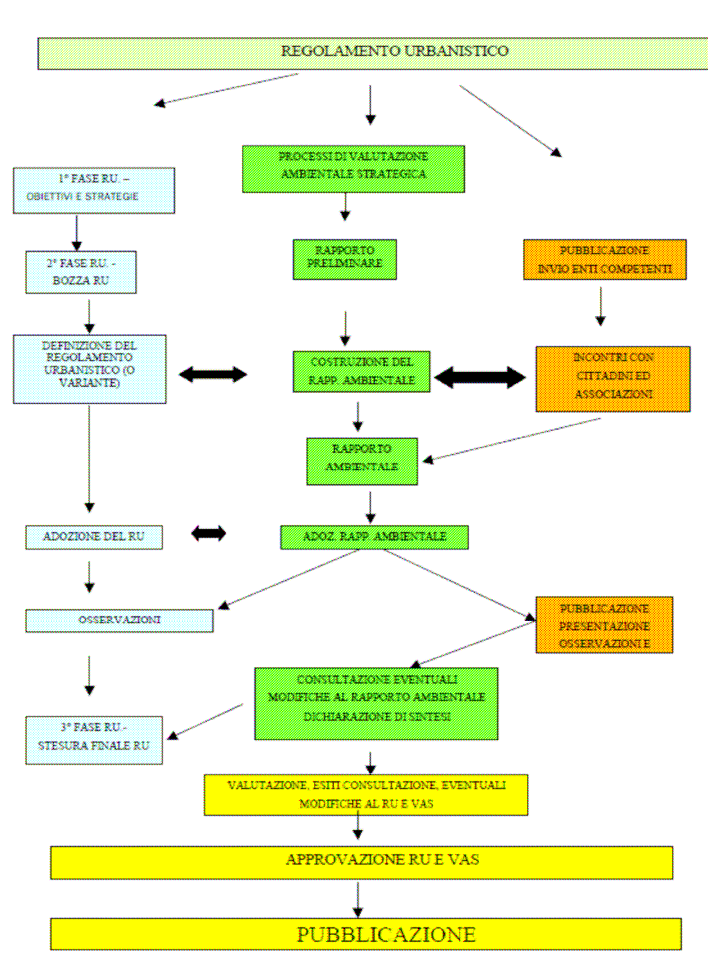 REGOLAMENTO URBANISTICO
PROCESSI DI VALUTAZIONE
AMBIENTALE STRATEGICA
1° FASE RU. –
OBIETTIVI E STRATEGIE
RAPPORTO
PRELIMINARE
PUBBLICAZIONE
INVIO ENTI COMPETENTI
2° FASE RU. -
BOZZA RU
DEFINIZIONE DEL
REGOLAMENTO
URBANISTICO (O
VARIANTE)
COSTRUZIONE DEL
RAPP. AMBIENTALE
INCONTRI CON
CITTADINI ED
ASSOCIAZIONI
RAPPORTO
AMBIENTALE
ADOZIONE DEL RU
ADOZ. RAPP. AMBIENTALE
OSSERVAZIONI
PUBBLICAZIONE
PRESENTAZIONE
OSSERVAZIONI E
CONSULTAZIONE EVENTUALI
MODIFICHE AL RAPPORTO AMBIENTALE
DICHIARAZIONE DI SINTESI
3° FASE RU.-
STESURA FINALE RU
VALUTAZIONE, ESITI CONSULTAZIONE, EVENTUALI
MODIFICHE AL RU E VAS
APPROVAZIONE RU E VAS
PUBBLICAZIONE